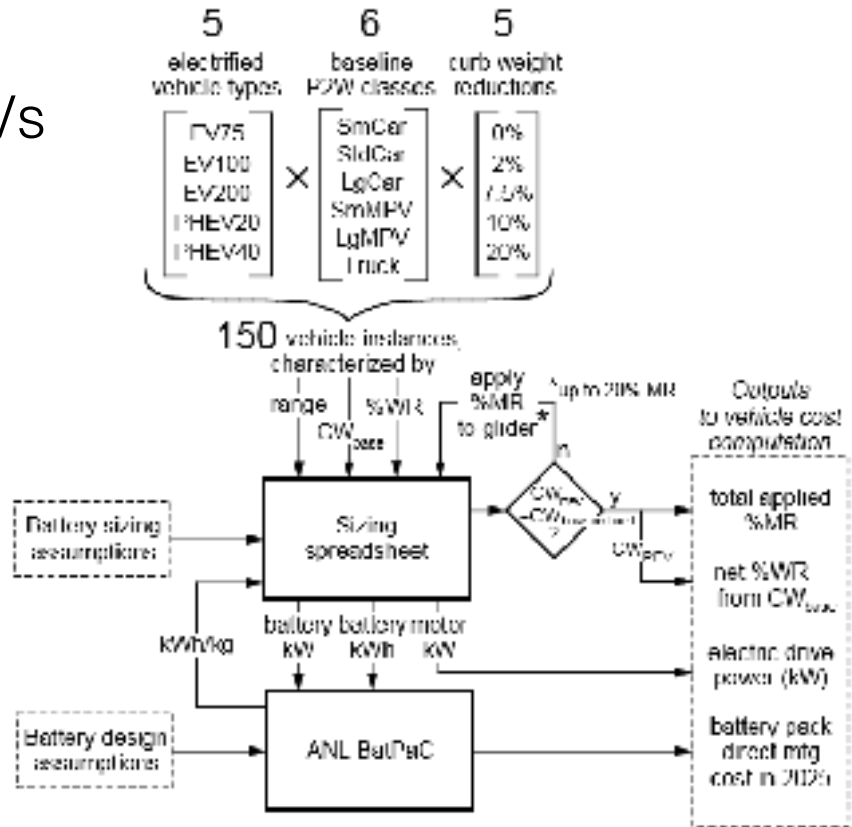 /s
5 6 5
electrified baseline curb weight
vehicle types P2W classes reductions
EV75 SmCar 0%
EV100 StdCar 2%
EV200 × LgCar × 7.5%
PHEV20 SmMPV 10%
PHEV40 LgMPV 20%
Truck
150 vehicle instances,
characterized by
range
CW base
%WR
apply
%MR
to glider*
*up to 20% MR
n
y
CW PEV
?
Outputs
to vehicle cost
computation
Battery sizing
assumptions
Sizing
spreadsheet
total applied
%MR
net %WR
from CW base
kWh/kg
battery battery motor
kW kWh kW
electric drive
power (kW)
Battery design
assumptions
ANL BatPaC
battery pack
direct mfg
cost in 2025